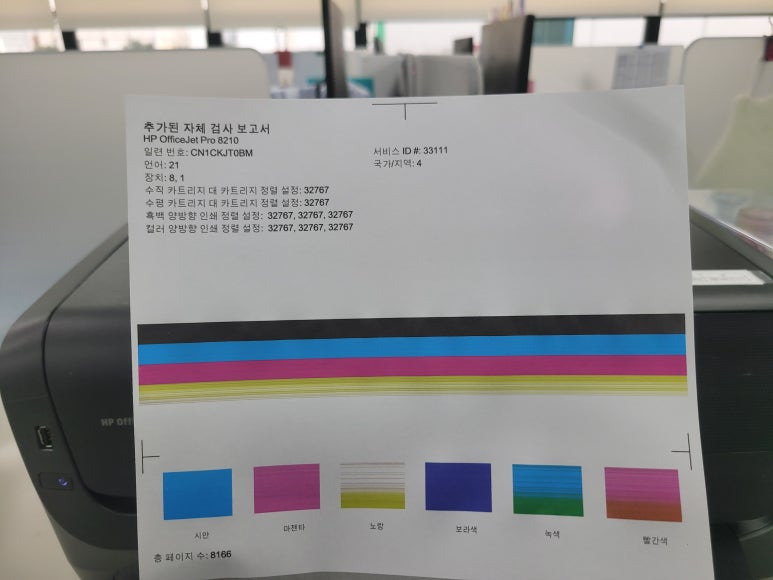 추가된 자체 검사 보고서
HP OfficeJet Pro 8210
일련 번호: CN1CKJT0BM
서비스 ID #: 33111
언어: 21
국가/지역: 4
장치: 8, 1
수직 카트리지 대 카트리지 정렬 설정: 32767
수평 카트리지 대 카트리지 정렬 설정: 32767
흑백 양방향 인쇄 정렬 설정: 32767, 32767, 32767
컬러 양방향 인쇄 정렬 설정: 32767, 32767, 32767
HP Offi
시안
마젠타
노랑
보라색
녹색
빨간색
총 페이지 수: 8166